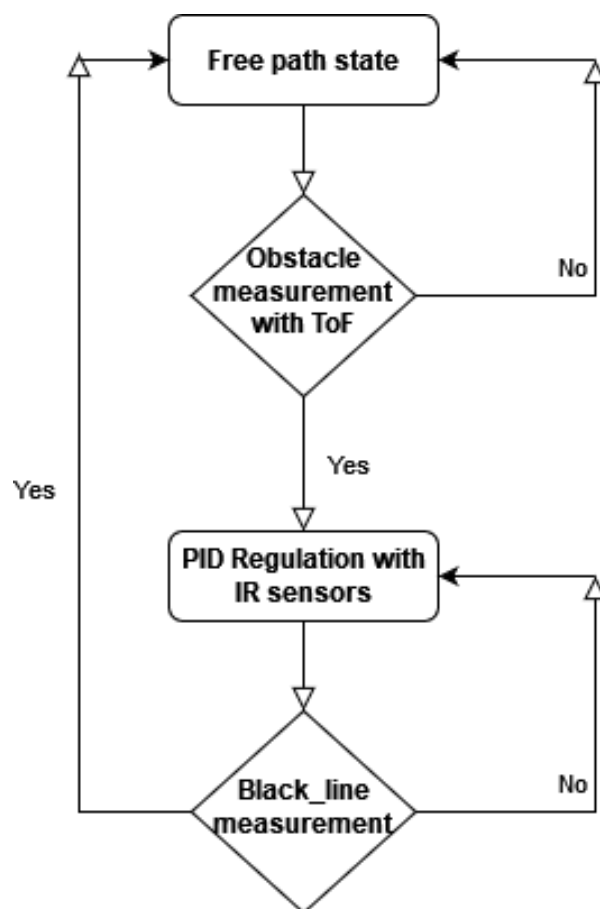 Free path state
Obstacle
measurement
with ToF
No
Yes
Yes
PID Regulation with
IR sensors
Black_line
measurement
No